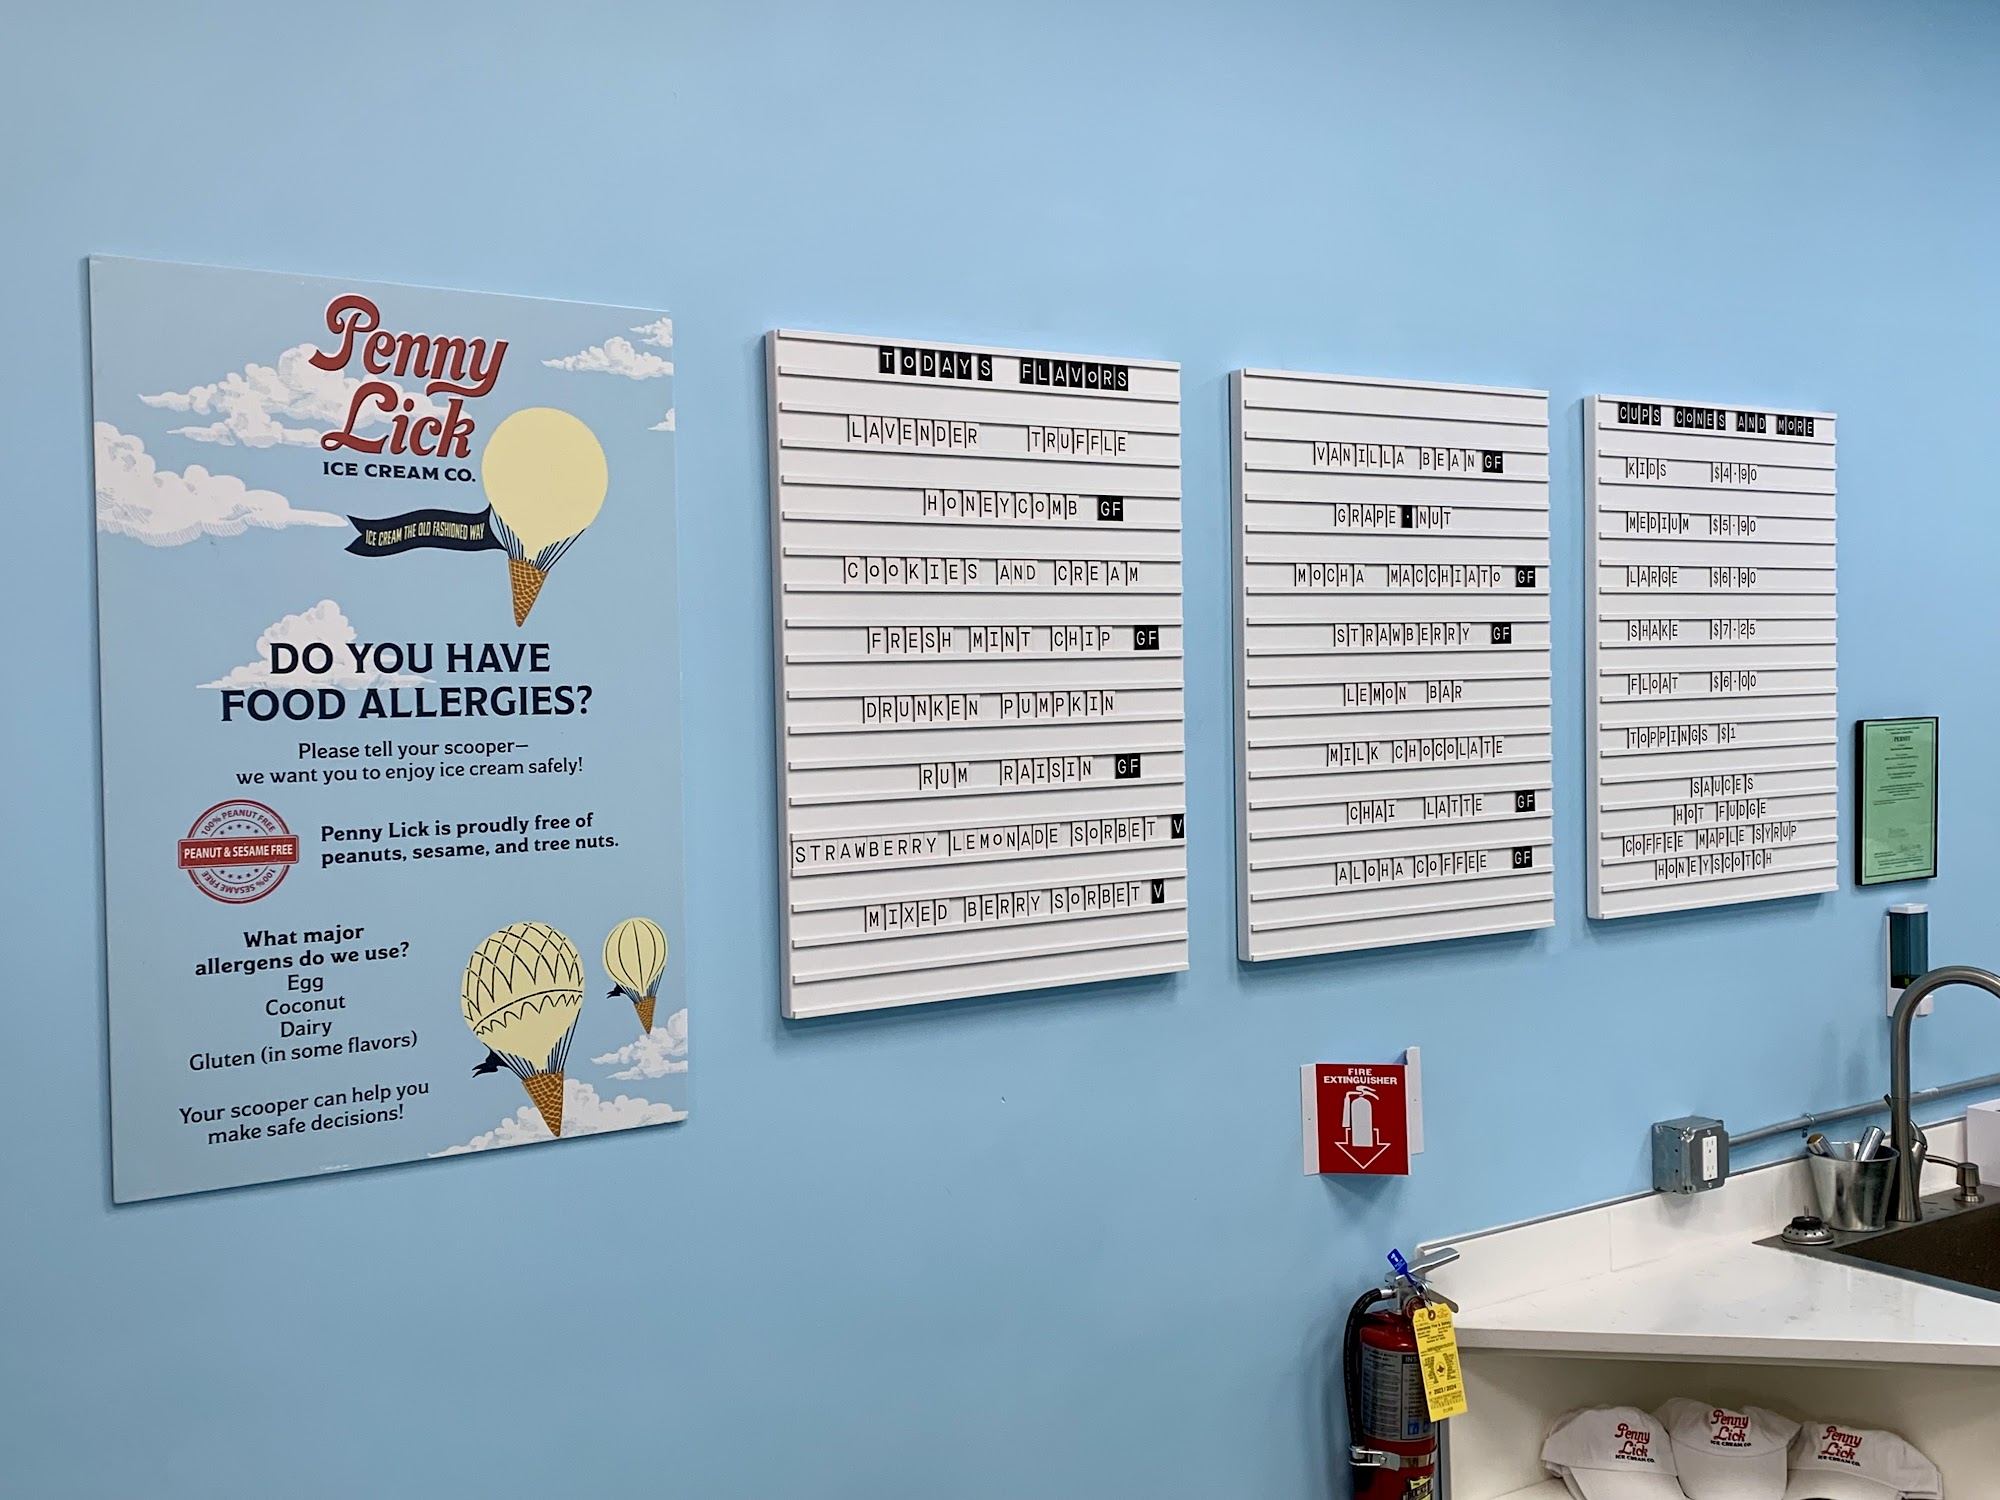 Penny
Lick
ICE CREAM CO.
ICE CREAM THE OLD FASHIONED WAY
DO YOU HAVE
FOOD ALLERGIES?
Please tell your scooper—
we want you to enjoy ice cream safely!
100% PEANUT FREE
PEANUT & SESAME FREE
100% SESAME FREE
Penny Lick is proudly free of
peanuts, sesame, and tree nuts.
What major
allergens do we use?
Egg
Coconut
Dairy
Gluten (in some flavors)
Your scooper can help you
make safe decisions!
TODAYS FLAVORS
LAVENDER TRUFFLE
HONEYCOMB GF
COOKIES AND CREAM
FRESH MINT CHIP GF
DRUNKEN PUMPKIN
RUM RAISIN GF
STRAWBERRY LEMONADE SORBET V
MIXED BERRY SORBET V
VANILLA BEAN GF
GRAPE·NUT
MOCHA MACCHIATO GF
STRAWBERRY GF
LEMON BAR
MILK CHOCOLATE
CHAI LATTE GF
ALOHA COFFEE GF
CUPS CONES AND MORE
KIDS $4.90
MEDIUM $5.90
LARGE $6.90
SHAKE $7.25
FLOAT $6.00
TOPPINGS $1
SAUCES
HOT FUDGE
COFFEE MAPLE SYRUP
HONEYSCOTCH
PERMIT
FIRE
EXTINGUISHER
Penny
Lick
ICE CREAM CO.
Penny
Lick
ICE CREAM CO.
Penny
Lick
ICE CREAM CO.